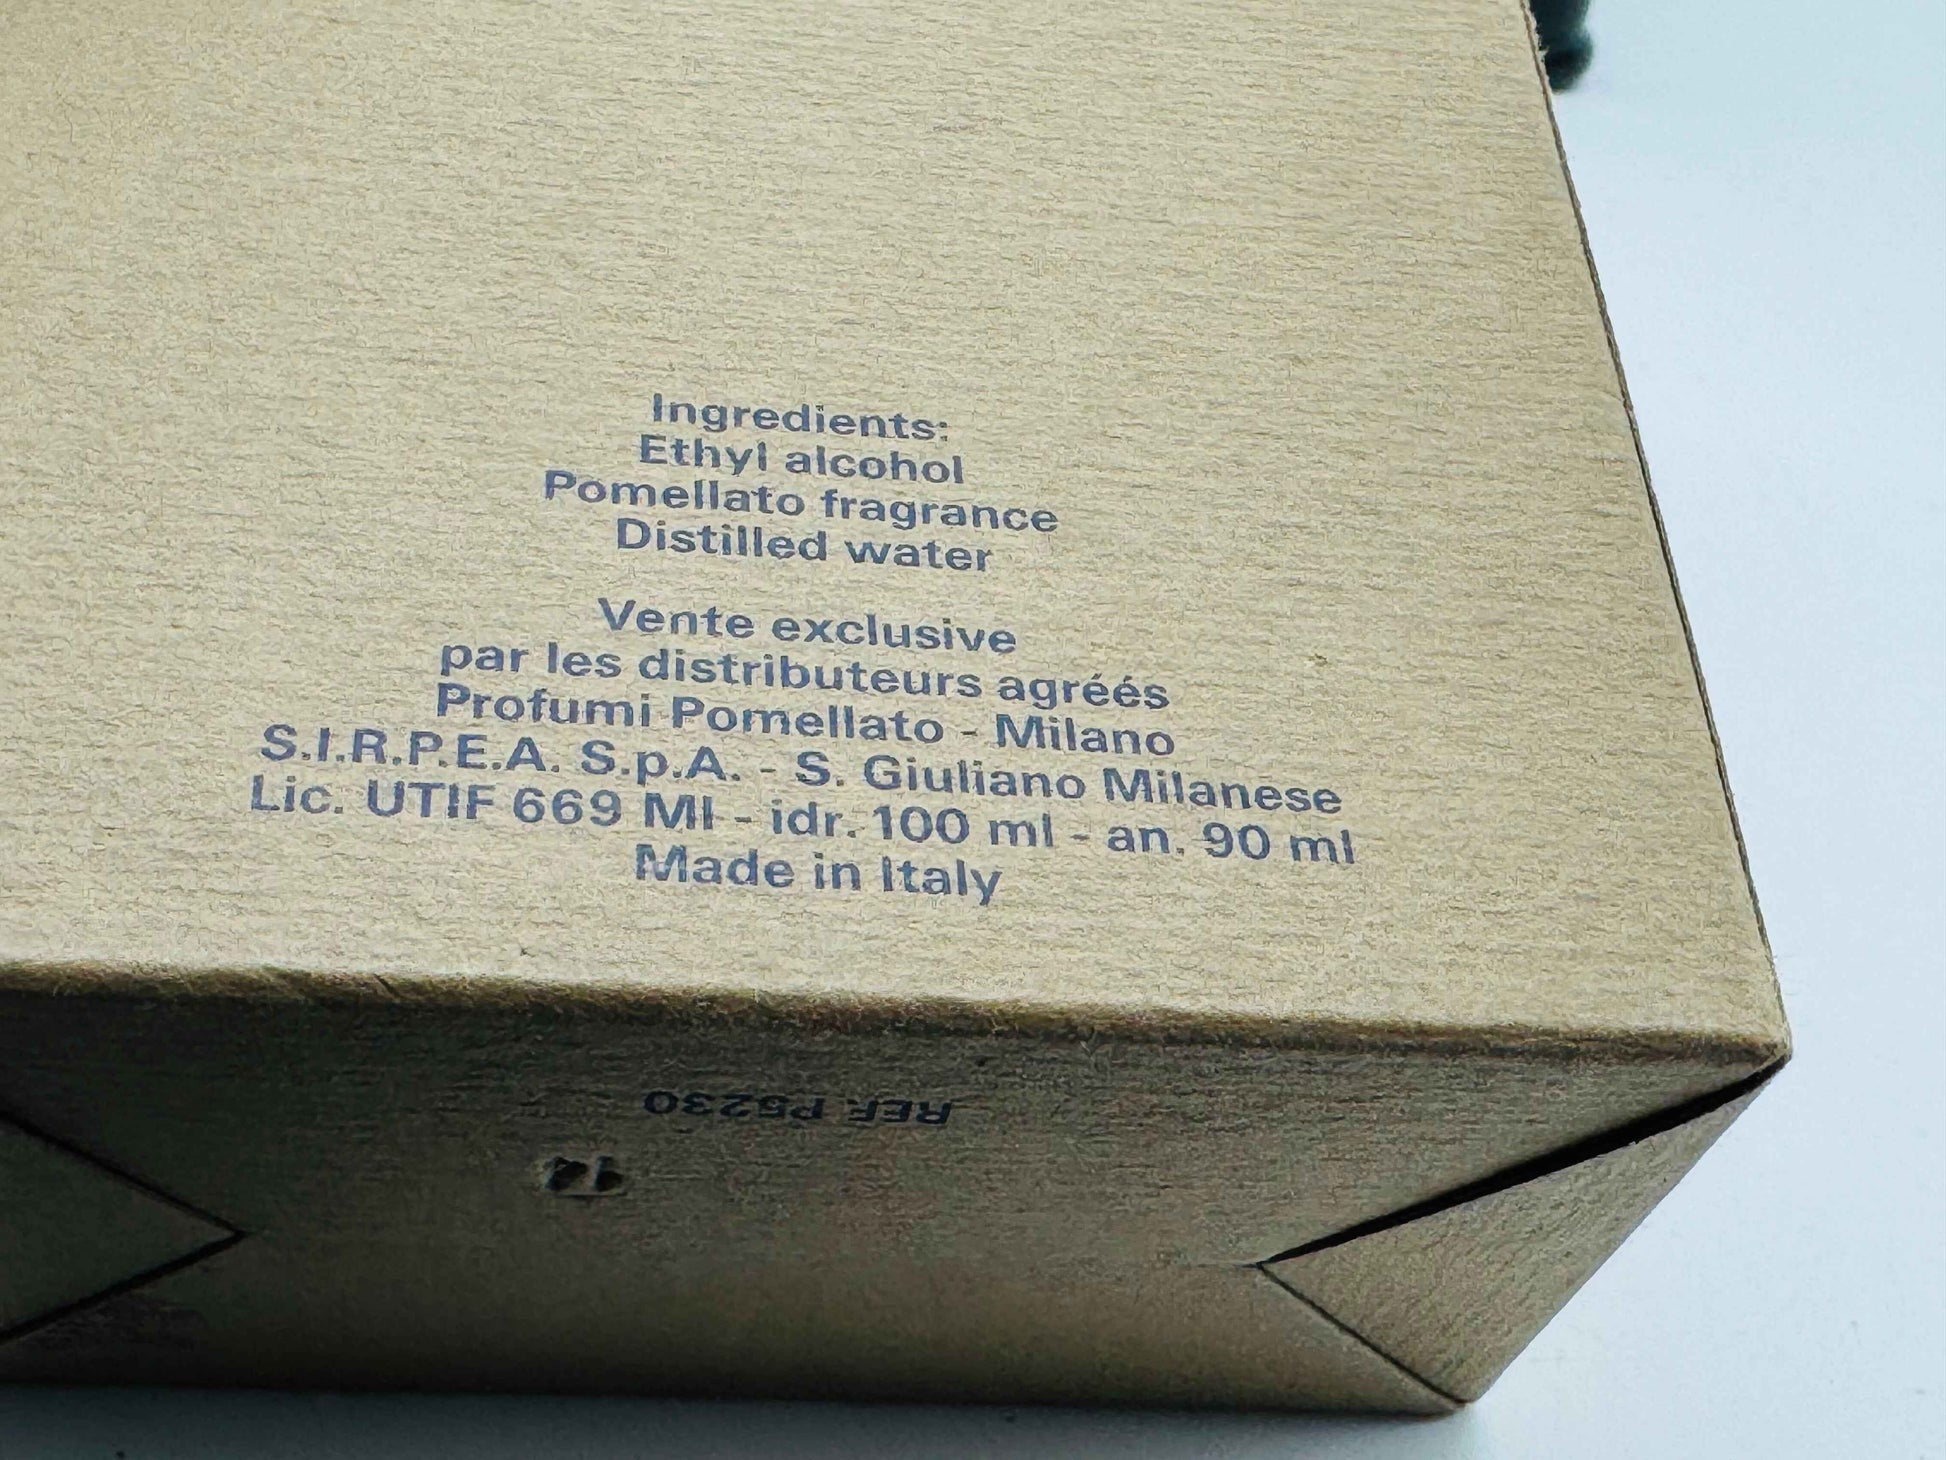 Ingredients:
Ethyl alcohol
Pomellato fragrance
Distilled water
Vente exclusive
par les distributeurs agréés
Profumi Pomellato - Milano
S.I.R.P.E.A. S.p.A. - S. Giuliano Milanese
Lic. UTIF 669 MI - idr. 100 ml - an. 90 ml
Made in Italy
REF. P5230